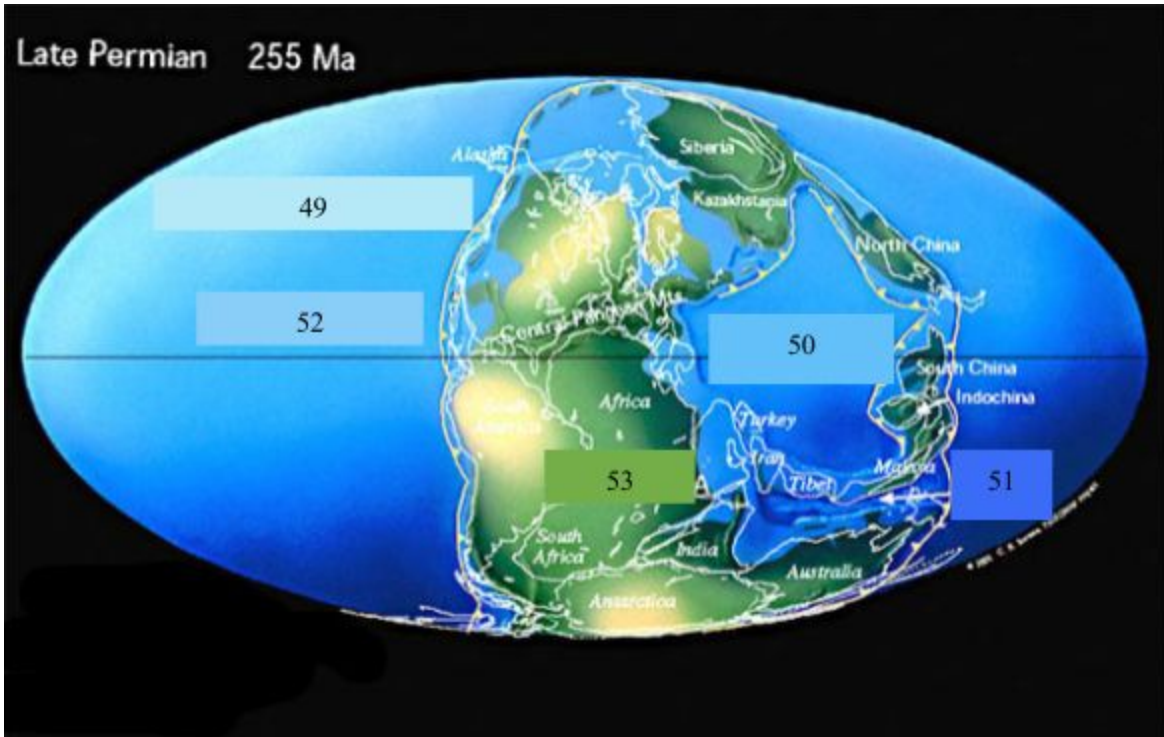 Late Permian 255 Ma
Alaska
Siberia
49
Kazakhstania
North China
52
Central Pangean Mts
50
South China
Indochina
South
America
Africa
Turkey
Iran
Malaya
Tibet
53
A
51
South
Africa
India
Australia
Antarctica